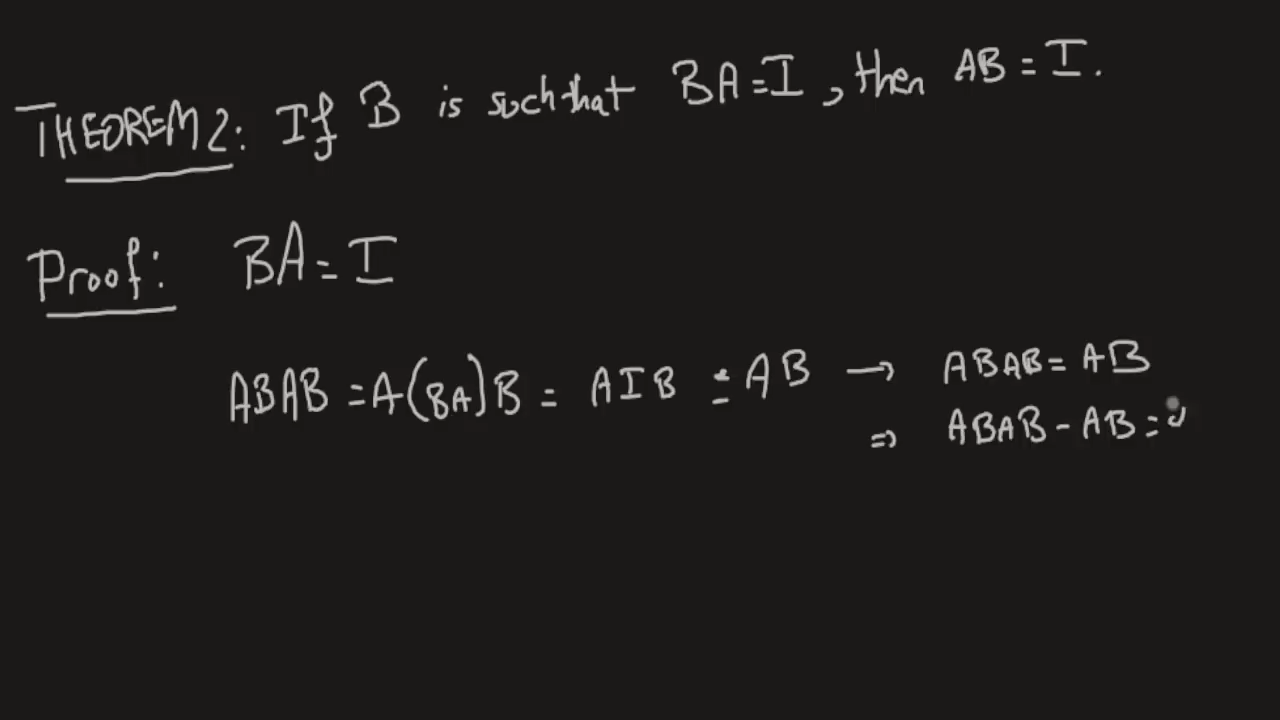 THEOREM 2: If B is such that BA=I, then AB=I.
Proof: BA=I
ABAB=A(BA)B=AIB=AB → ABAB=AB
⇒ ABAB-AB=